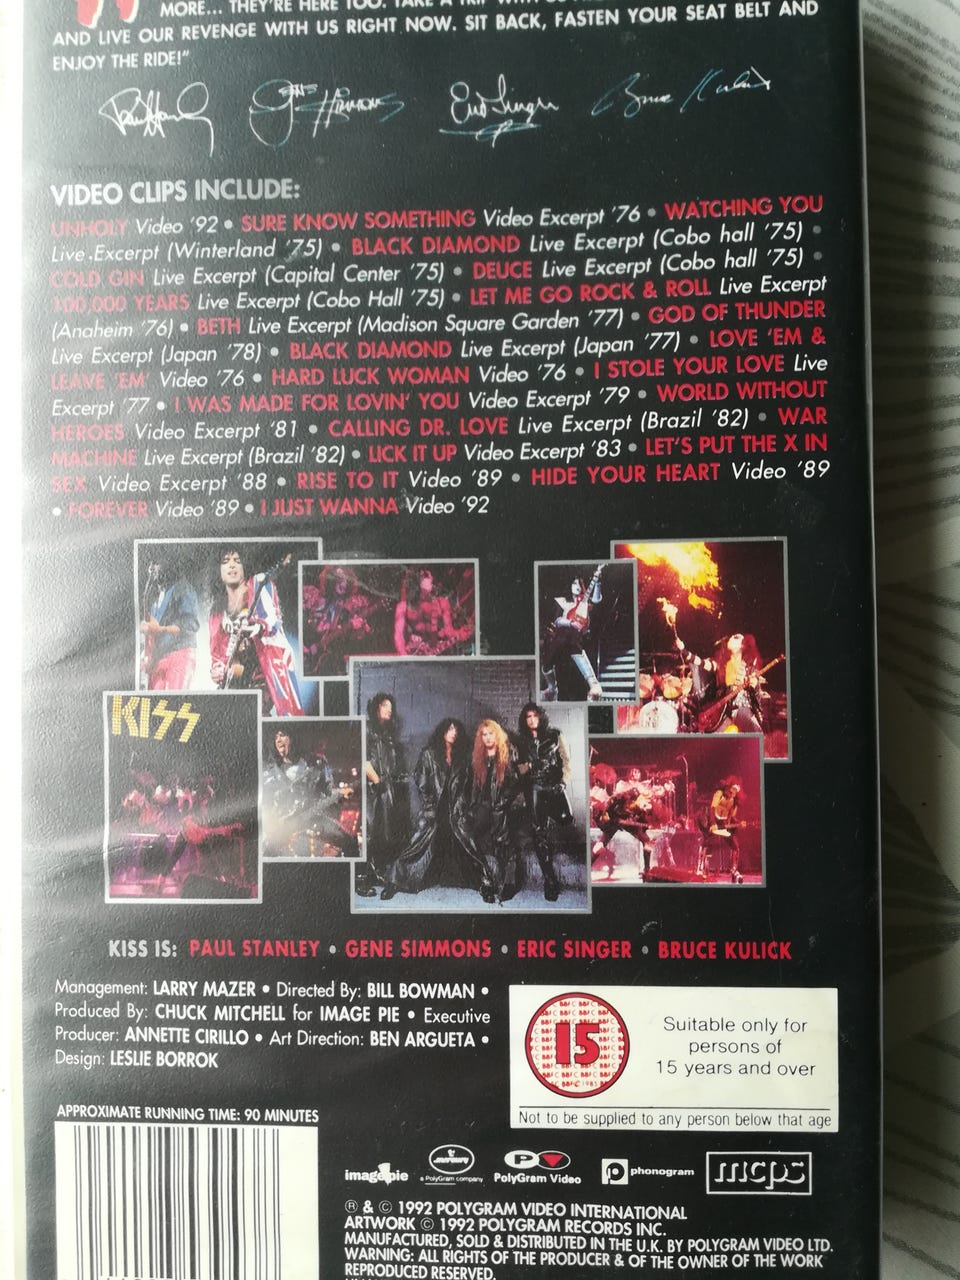 MORE... THEY'RE HERE TOO. TAKE A TRIP WITH
AND LIVE OUR REVENGE WITH US RIGHT NOW. SIT BACK, FASTEN YOUR SEAT BELT AND
ENJOY THE RIDE!"
Paul Stanley Gene Simmons Eric Singer Bruce Kulick
VIDEO CLIPS INCLUDE:
UNHOLY Video '92 • SURE KNOW SOMETHING Video Excerpt '76 • WATCHING YOU
Live Excerpt (Winterland '75) • BLACK DIAMOND Live Excerpt (Cobo hall '75) •
COLD GIN Live Excerpt (Capital Center '75) • DEUCE Live Excerpt (Cobo hall '75) •
100,000 YEARS Live Excerpt (Cobo Hall '75) • LET ME GO ROCK & ROLL Live Excerpt
(Anaheim '76) • BETH Live Excerpt (Madison Square Garden '77) • GOD OF THUNDER
Live Excerpt (Japan '78) • BLACK DIAMOND Live Excerpt (Japan '77) • LOVE 'EM &
LEAVE 'EM' Video '76 • HARD LUCK WOMAN Video '76 • I STOLE YOUR LOVE Live
Excerpt '77 • I WAS MADE FOR LOVIN' YOU Video Excerpt '79 • WORLD WITHOUT
HEROES Video Excerpt '81 • CALLING DR. LOVE Live Excerpt (Brazil '82) • WAR
MACHINE Live Excerpt (Brazil '82) • LICK IT UP Video Excerpt '83 • LET'S PUT THE X IN
SEX Video Excerpt '88 • RISE TO IT Video '89 • HIDE YOUR HEART Video '89
• FOREVER Video '89 • I JUST WANNA Video '92
KISS
KISS IS: PAUL STANLEY • GENE SIMMONS • ERIC SINGER • BRUCE KULICK
Management: LARRY MAZER • Directed By: BILL BOWMAN •
Produced By: CHUCK MITCHELL for IMAGE PIE • Executive
Producer: ANNETTE CIRILLO • Art Direction: BEN ARGUETA •
Design: LESLIE BORROK
15
Suitable only for
persons of
15 years and over
Not to be supplied to any person below that age
APPROXIMATE RUNNING TIME: 90 MINUTES
imagepie
mercury
a PolyGram company
PolyGram Video
phonogram
mcps
Ⓟ & © 1992 POLYGRAM VIDEO INTERNATIONAL
ARTWORK © 1992 POLYGRAM RECORDS INC.
MANUFACTURED, SOLD & DISTRIBUTED IN THE U.K. BY POLYGRAM VIDEO LTD.
WARNING: ALL RIGHTS OF THE PRODUCER & OF THE OWNER OF THE WORK
REPRODUCED RESERVED.